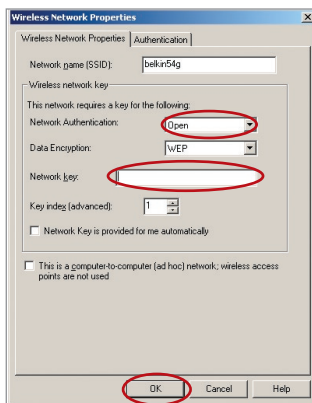 Wireless Network Properties
Wireless Network Properties Authentication
Network name (SSID): belkin54g
Wireless network key
This network requires a key for the following:
Network Authentication: Open
Data Encryption: WEP
Network key:
Key index (advanced): 1
Network Key is provided for me automatically
This is a computer-to-computer (ad hoc) network; wireless access
points are not used
OK Cancel Help